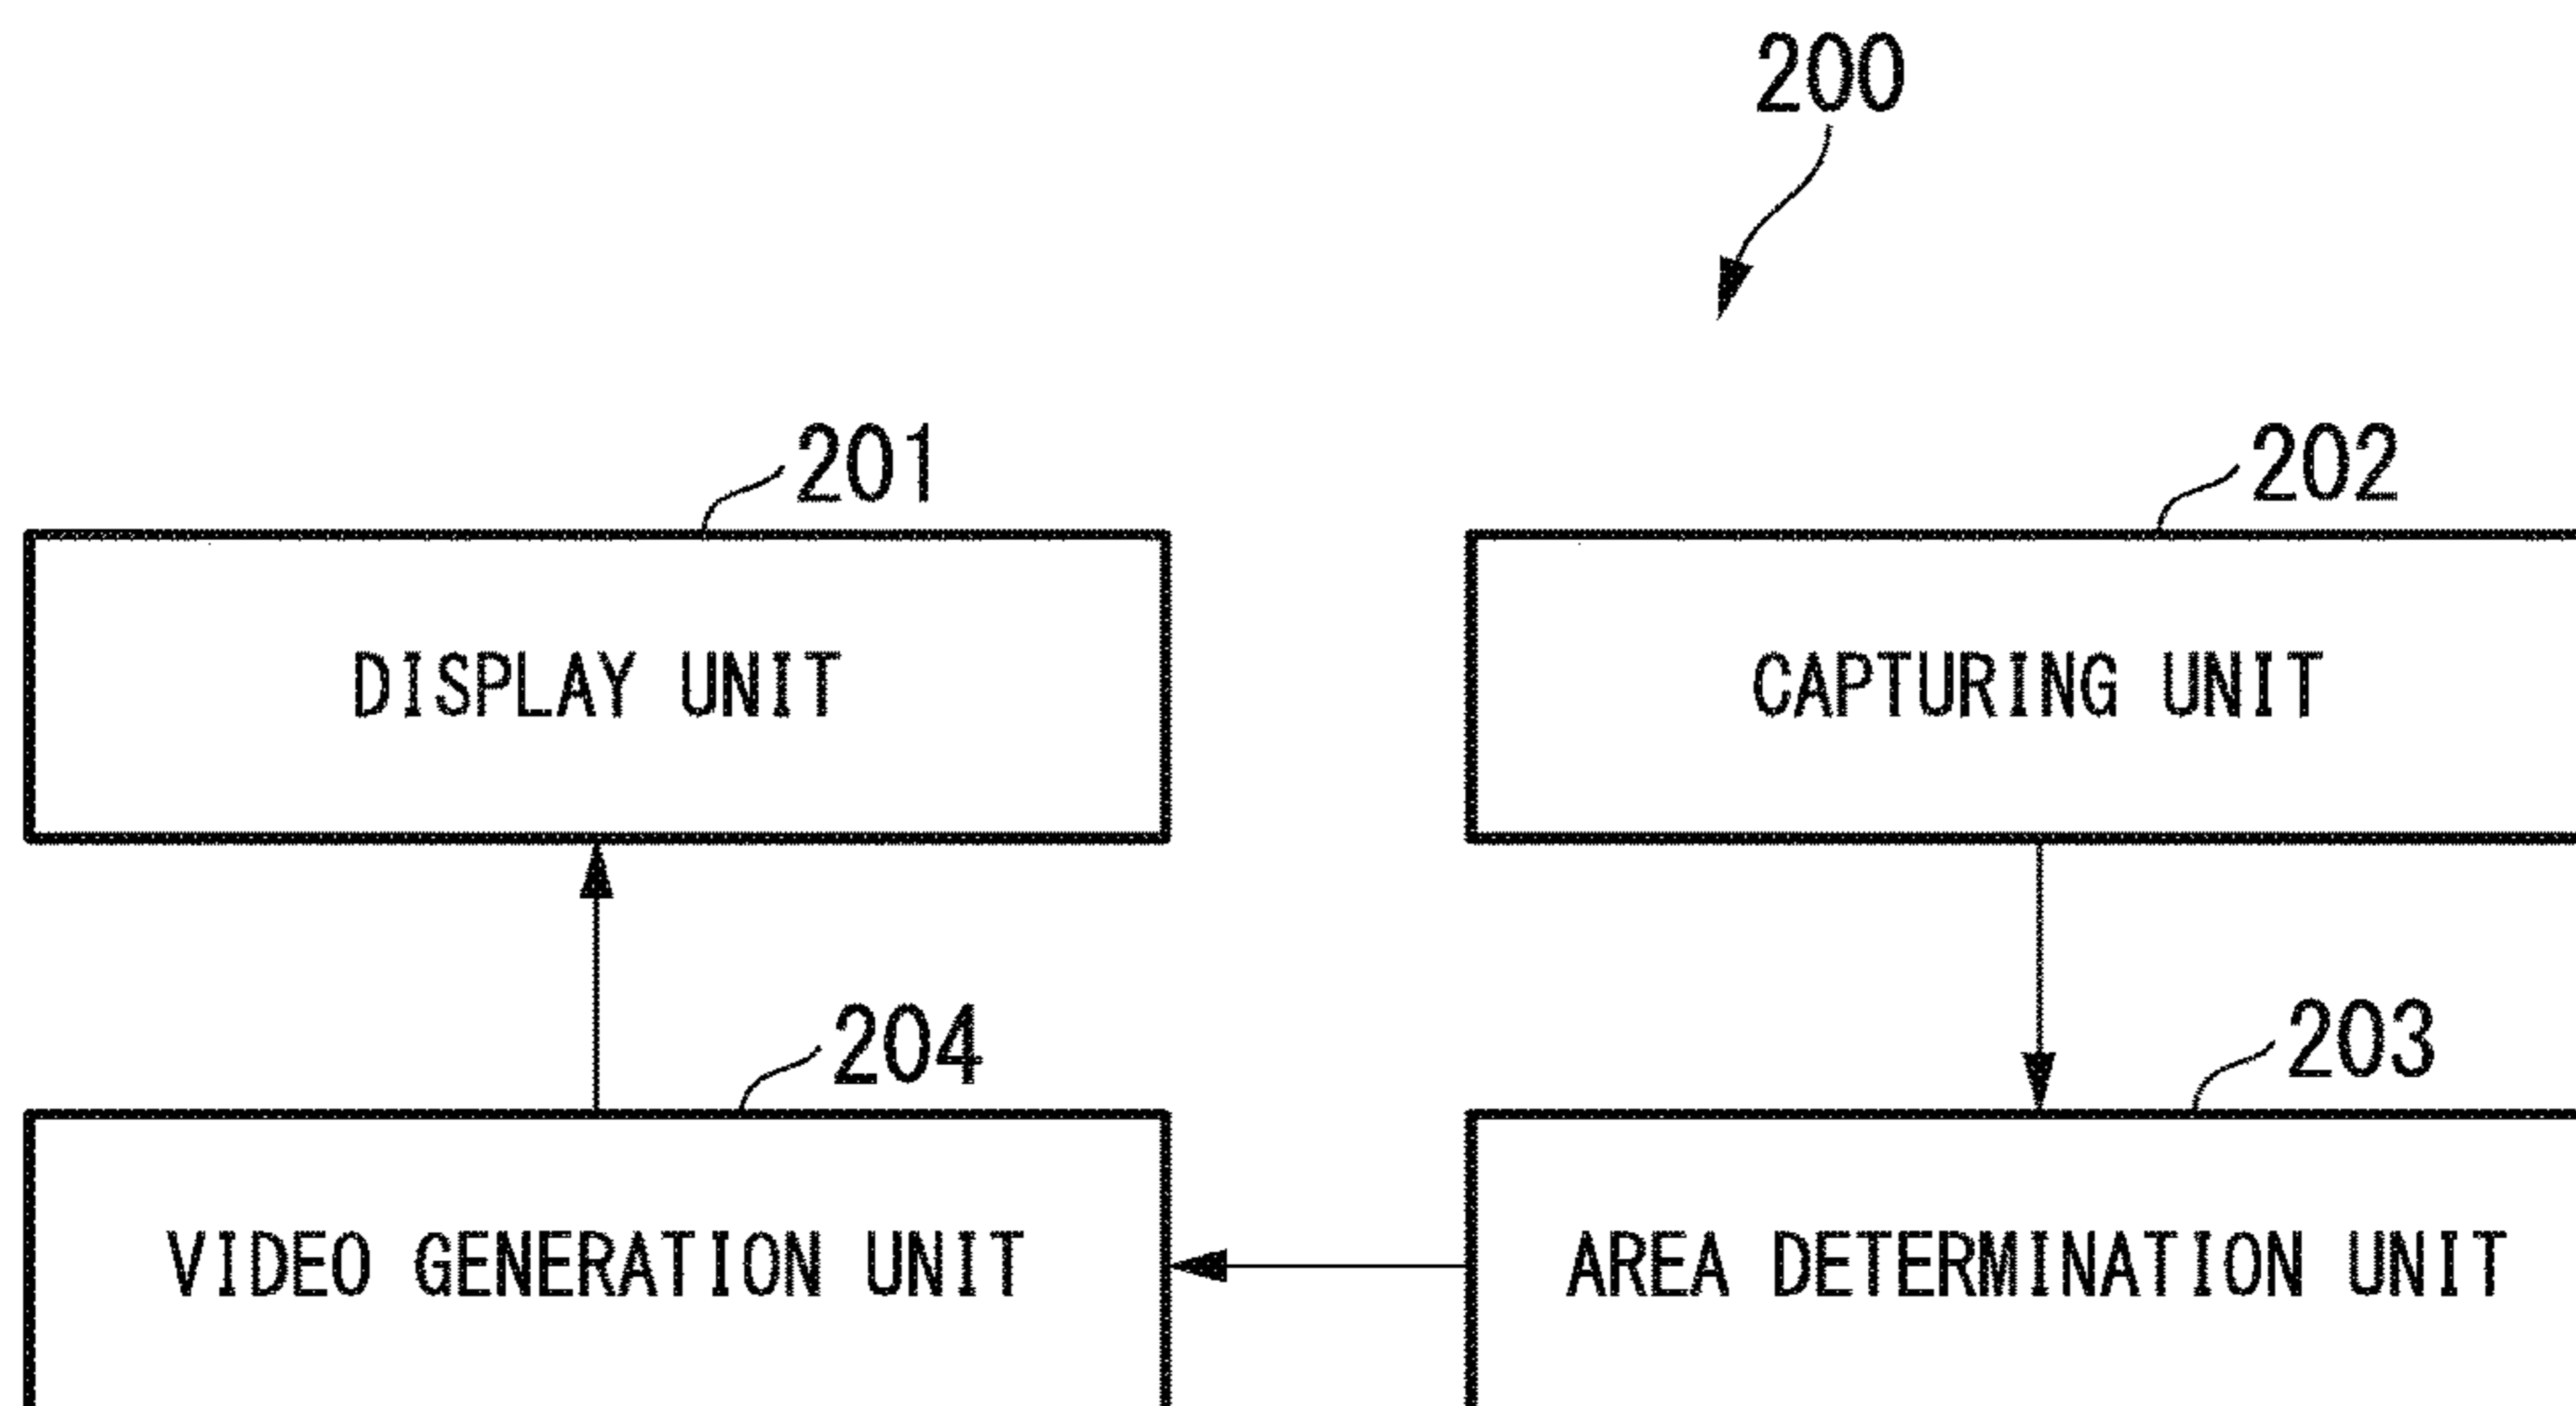 200
201
202
DISPLAY UNIT
CAPTURING UNIT
204
203
VIDEO GENERATION UNIT
AREA DETERMINATION UNIT